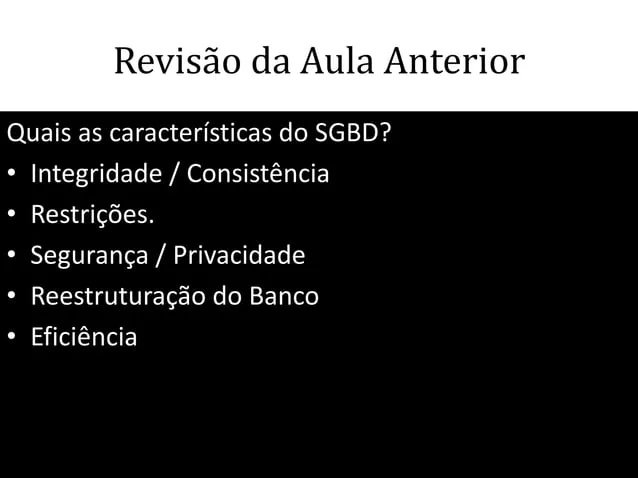 Revisão da Aula Anterior
Quais as características do SGBD?
• Integridade / Consistência
• Restrições.
• Segurança / Privacidade
• Reestruturação do Banco
• Eficiência